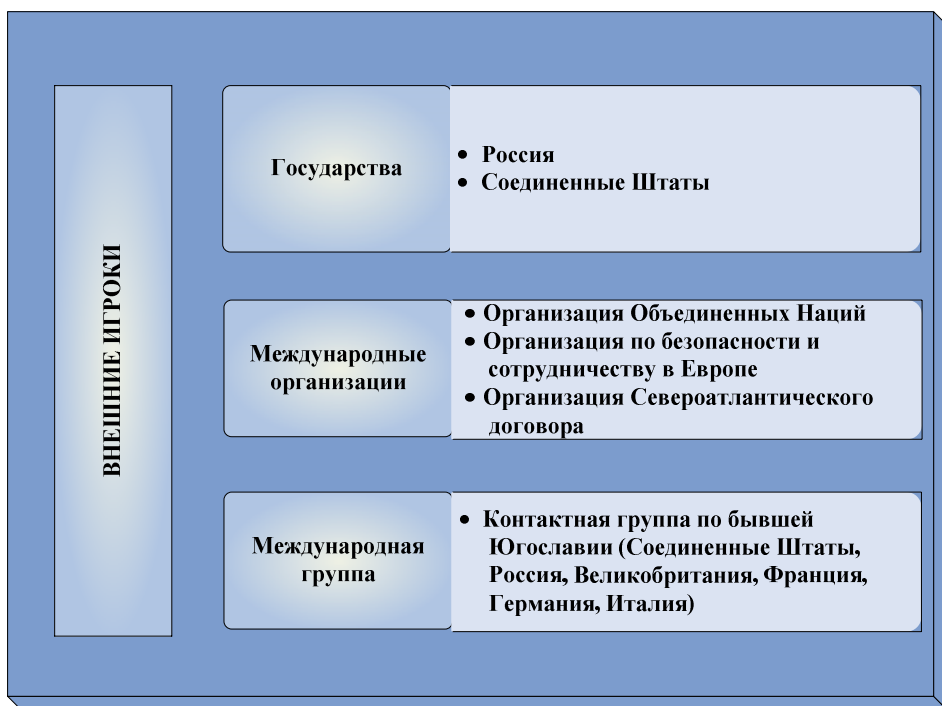 ВНЕШНИЕ ИГРОКИ
Государства
• Россия
• Соединенные Штаты
Международные
организации
• Организация Объединенных Наций
• Организация по безопасности и
сотрудничеству в Европе
• Организация Североатлантического
договора
Международная
группа
• Контактная группа по бывшей
Югославии (Соединенные Штаты,
Россия, Великобритания, Франция,
Германия, Италия)